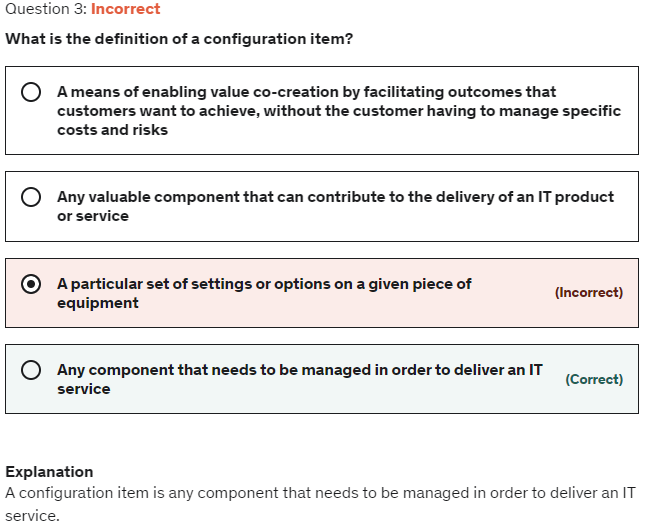 Question 3: Incorrect
What is the definition of a configuration item?
A means of enabling value co-creation by facilitating outcomes that
customers want to achieve, without the customer having to manage specific
costs and risks
Any valuable component that can contribute to the delivery of an IT product
or service
A particular set of settings or options on a given piece of
equipment
(Incorrect)
Any component that needs to be managed in order to deliver an IT
service
(Correct)
Explanation
A configuration item is any component that needs to be managed in order to deliver an IT
service.